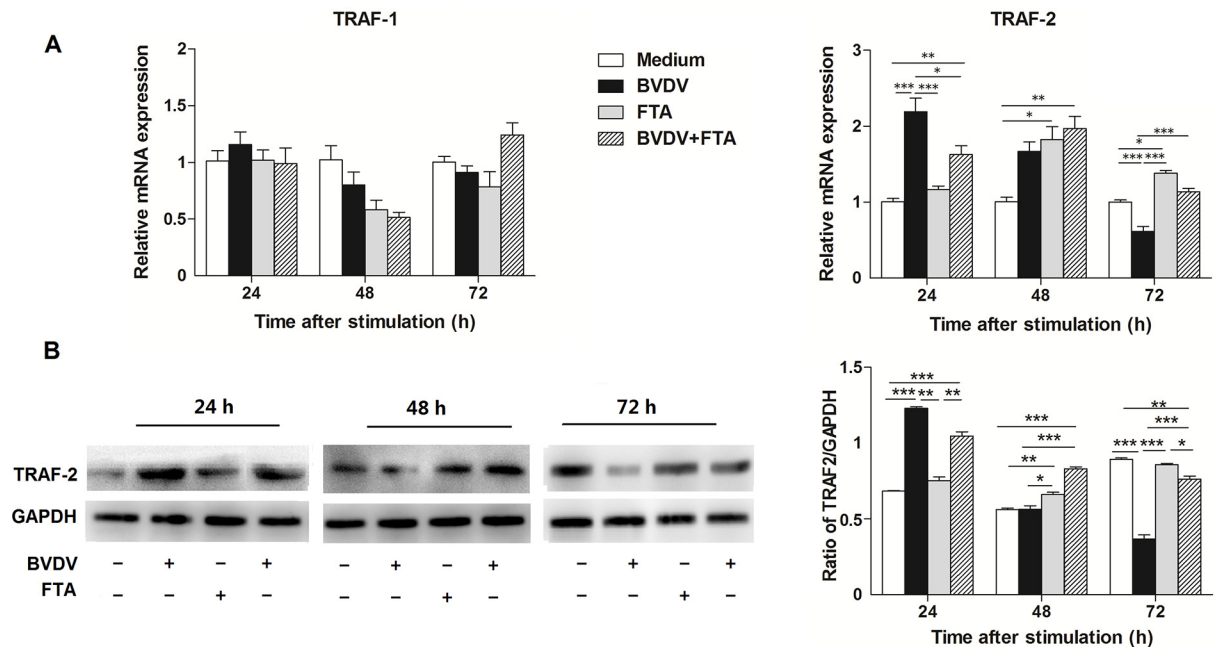 TRAF-1
TRAF-2
A
Relative mRNA expression
2
1.5
1
0.5
0
24
48
72
Time after stimulation (h)
Medium
BVDV
FTA
BVDV+FTA
Relative mRNA expression
3
2
1
0
**
*
*** ***
**
*
***
*
*** ***
24
48
72
Time after stimulation (h)
B
24 h
48 h
72 h
TRAF-2
GAPDH
BVDV – + – + – + – + – + – +
FTA – – + – – – + – – – + –
Ratio of TRAF2/GAPDH
1.5
1
0.5
0
***
*** ** **
***
***
**
*
**
***
*** *** *
24
48
72
Time after stimulation (h)